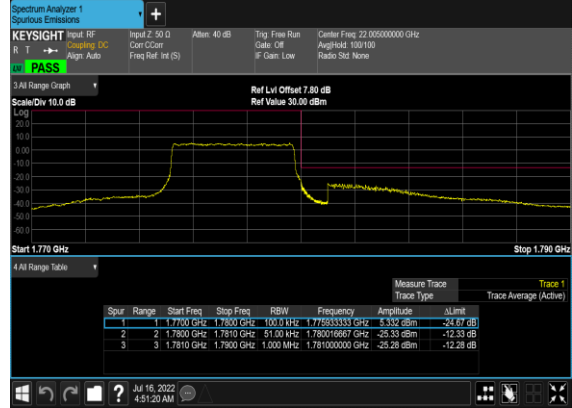 Spectrum Analyzer 1
Spurious Emissions
KEYSIGHT Input: RF Input Z: 50 Ω Atten: 40 dB Trig: Free Run Center Freq: 22.005000000 GHz
R T Coupling: DC Corr CCorr Gate: Off Avg|Hold: 100/100
Align: Auto Freq Ref: Int (S) IF Gain: Low Radio Std: None
PASS
3 All Range Graph
Ref Lvl Offset 7.80 dB
Scale/Div 10.0 dB Ref Value 30.00 dBm
Log
20.0
10.0
0.00
-10.0
-20.0
-30.0
-40.0
-50.0
-60.0
Start 1.770 GHz Stop 1.790 GHz
4 All Range Table
Measure Trace Trace 1
Trace Type Trace Average (Active)
Spur Range Start Freq Stop Freq RBW Frequency Amplitude ΔLimit
1 1 1.7700 GHz 1.7800 GHz 100.0 kHz 1.775933333 GHz 5.332 dBm -24.67 dB
2 2 1.7800 GHz 1.7810 GHz 51.00 kHz 1.780016667 GHz -25.33 dBm -12.33 dB
3 3 1.7810 GHz 1.7900 GHz 1.000 MHz 1.781000000 GHz -25.28 dBm -12.28 dB
? Jul 16, 2022
4:51:20 AM